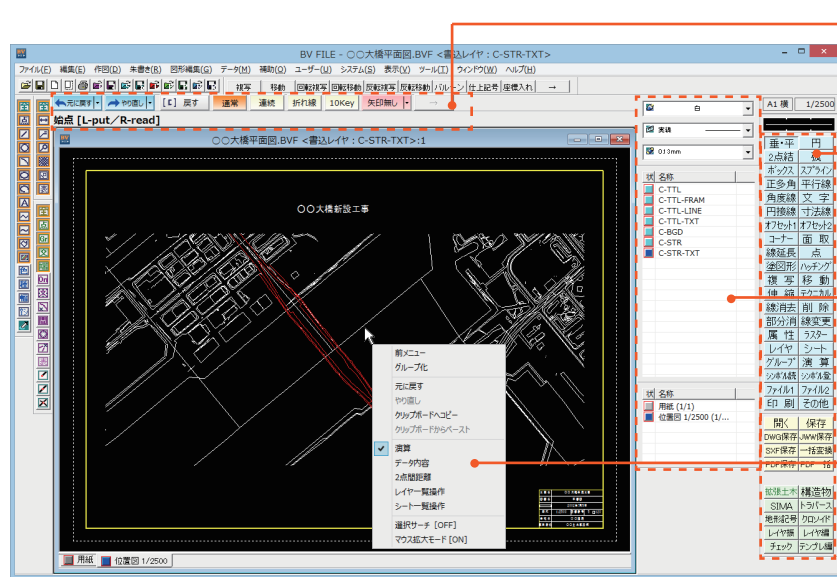 BV FILE - ○○大橋平面図.BVF <書込レイヤ : C-STR-TXT>
ファイル(F) 編集(E) 作図(D) 朱書き(R) 図形編集(G) データ(M) 補助(O) ユーザー(U) システム(S) 表示(V) ツール(T) ウィンドウ(W) ヘルプ(H)
複写 移動 回転複写 回転移動 反転複写 反転移動 バルーン 仕上記号 座標入れ →
元に戻す やり直し [ℓ] 戻す 通常 連続 折れ線 10Key 矢印無し →
始点 [L-put/R-read]
○○大橋平面図.BVF <書込レイヤ : C-STR-TXT>:1
○○大橋新設工事
前メニュー
グループ化
元に戻す
やり直し
クリップボードへコピー
クリップボードからペースト
演算
データ内容
2点間距離
レイヤ一覧操作
シート一覧操作
選択サーチ [OFF]
マウス拡大モード [ON]
用紙 位置図 1/2500
白
実線
0.13mm
状 名称
C-TTL
C-TTL-FRAM
C-TTL-LINE
C-TTL-TXT
C-BGD
C-STR
C-STR-TXT
状 名称
用紙 (1/1)
位置図 1/2500 (1/...
A1 横 1/2500
垂・平 円
2点結
ボックス スプライン
正多角 平行線
角度線 文 字
円接線 寸法線
オフセット1 オフセット2
コーナー 面 取
線延長 点
塗図形 ハッチング
複 写 移 動
伸 縮 テクニカル
線消去 削 除
部分消 線変更
属 性 ラスター
レイヤ シート
グループ 演 算
シンボル読 シンボル登
ファイル1 ファイル2
印 刷 その他
開く 保存
DWG保存 JWW保存
SXF保存 一括変換
PDF保存 PDF一括
拡張土木 構造物
SIMA トラバース
地形記号 クロソイド
レイヤ振 レイヤ編
チェック テンプレ編